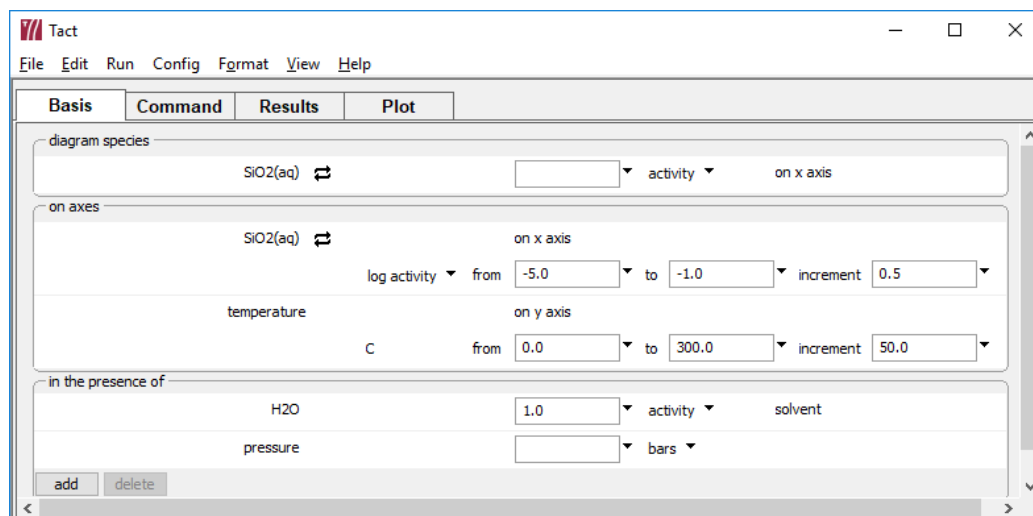 Tact
File Edit Run Config Format View Help
Basis Command Results Plot
diagram species
SiO2(aq) activity on x axis
on axes
SiO2(aq) on x axis
log activity from -5.0 to -1.0 increment 0.5
temperature on y axis
C from 0.0 to 300.0 increment 50.0
in the presence of
H2O 1.0 activity solvent
pressure bars
add delete